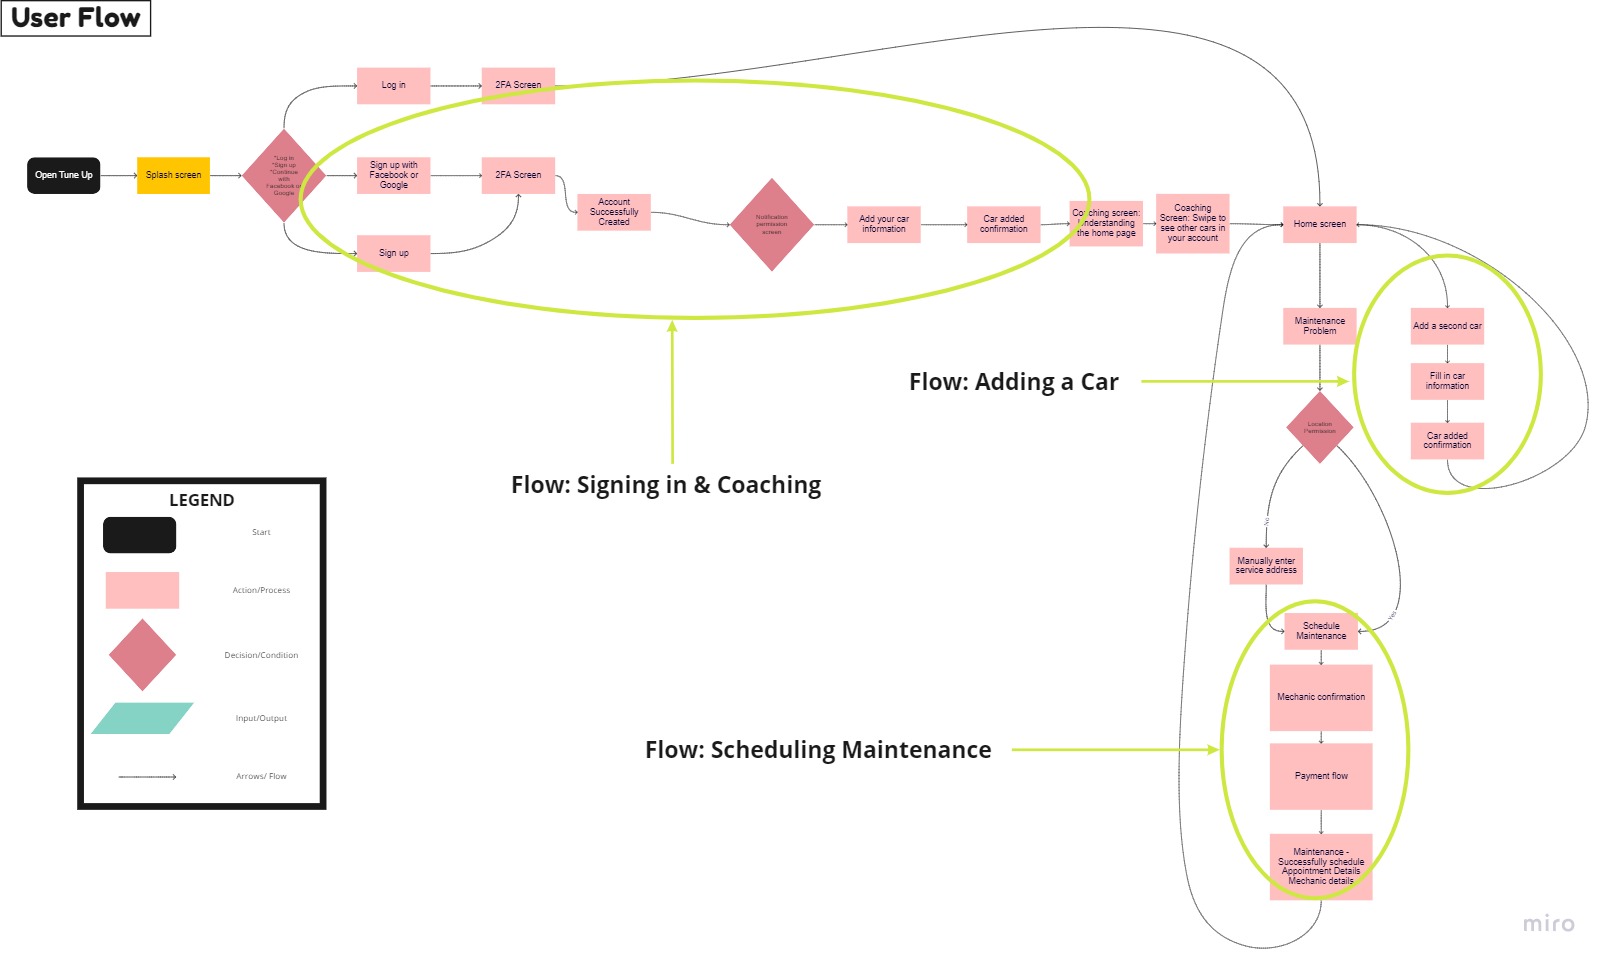 User Flow
Log in
2FA Screen
Open Tune Up
Splash screen
*Log in
*Sign up
*Continue
with
Facebook or
Google
Sign up with
Facebook or
Google
2FA Screen
Sign up
Account
Successfully
Created
Notification
permission
screen
Add your car
information
Car added
confirmation
Coaching screen:
Understanding
the home page
Coaching
Screen: Swipe to
see other cars in
your account
Home screen
Maintenance
Problem
Add a second car
Fill in car
information
Car added
confirmation
Flow: Adding a Car
Location
Permission
Flow: Signing in & Coaching
No
Manually enter
service address
Yes
Schedule
Maintenance
Mechanic confirmation
Flow: Scheduling Maintenance
Payment flow
Maintenance -
Successfully schedule
Appointment Details
Mechanic details
LEGEND
Start
Action/Process
Decision/Condition
Input/Output
Arrows/ Flow
miro